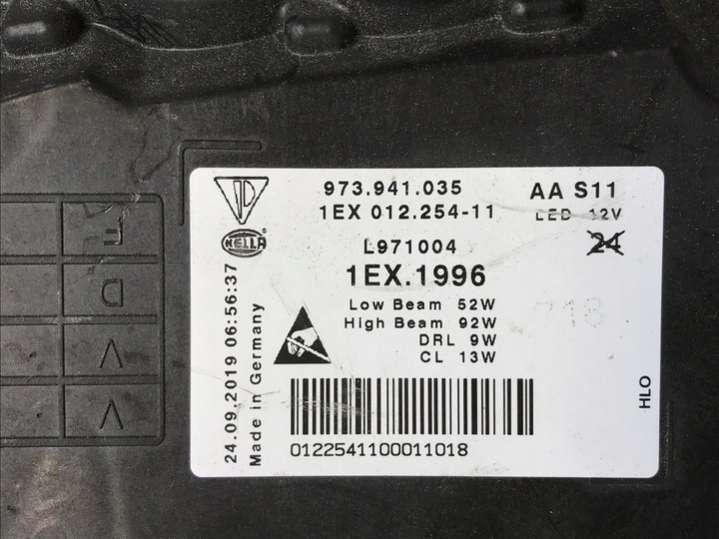 973.941.035
AA S11
1EX 012.254-11
LED 12V
HELLA
L971004
24
1EX.1996
Low Beam 52W
High Beam 92W
DRL 9W
CL 13W
718
24.09.2019 06:56:37
Made in Germany
0122541100011018
HLO
F
D
V
V